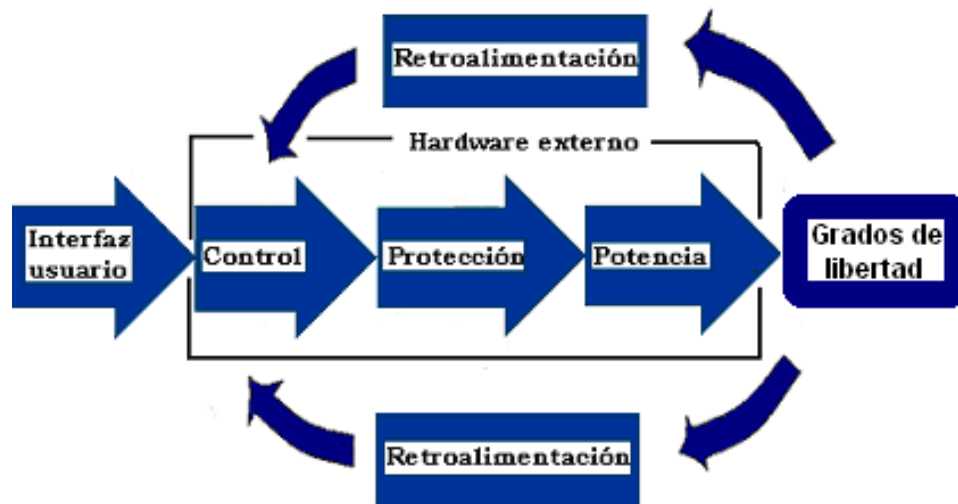 Retroalimentación
Hardware externo
Interfaz
usuario
Control
Protección
Potencia
Grados de
libertad
Retroalimentación